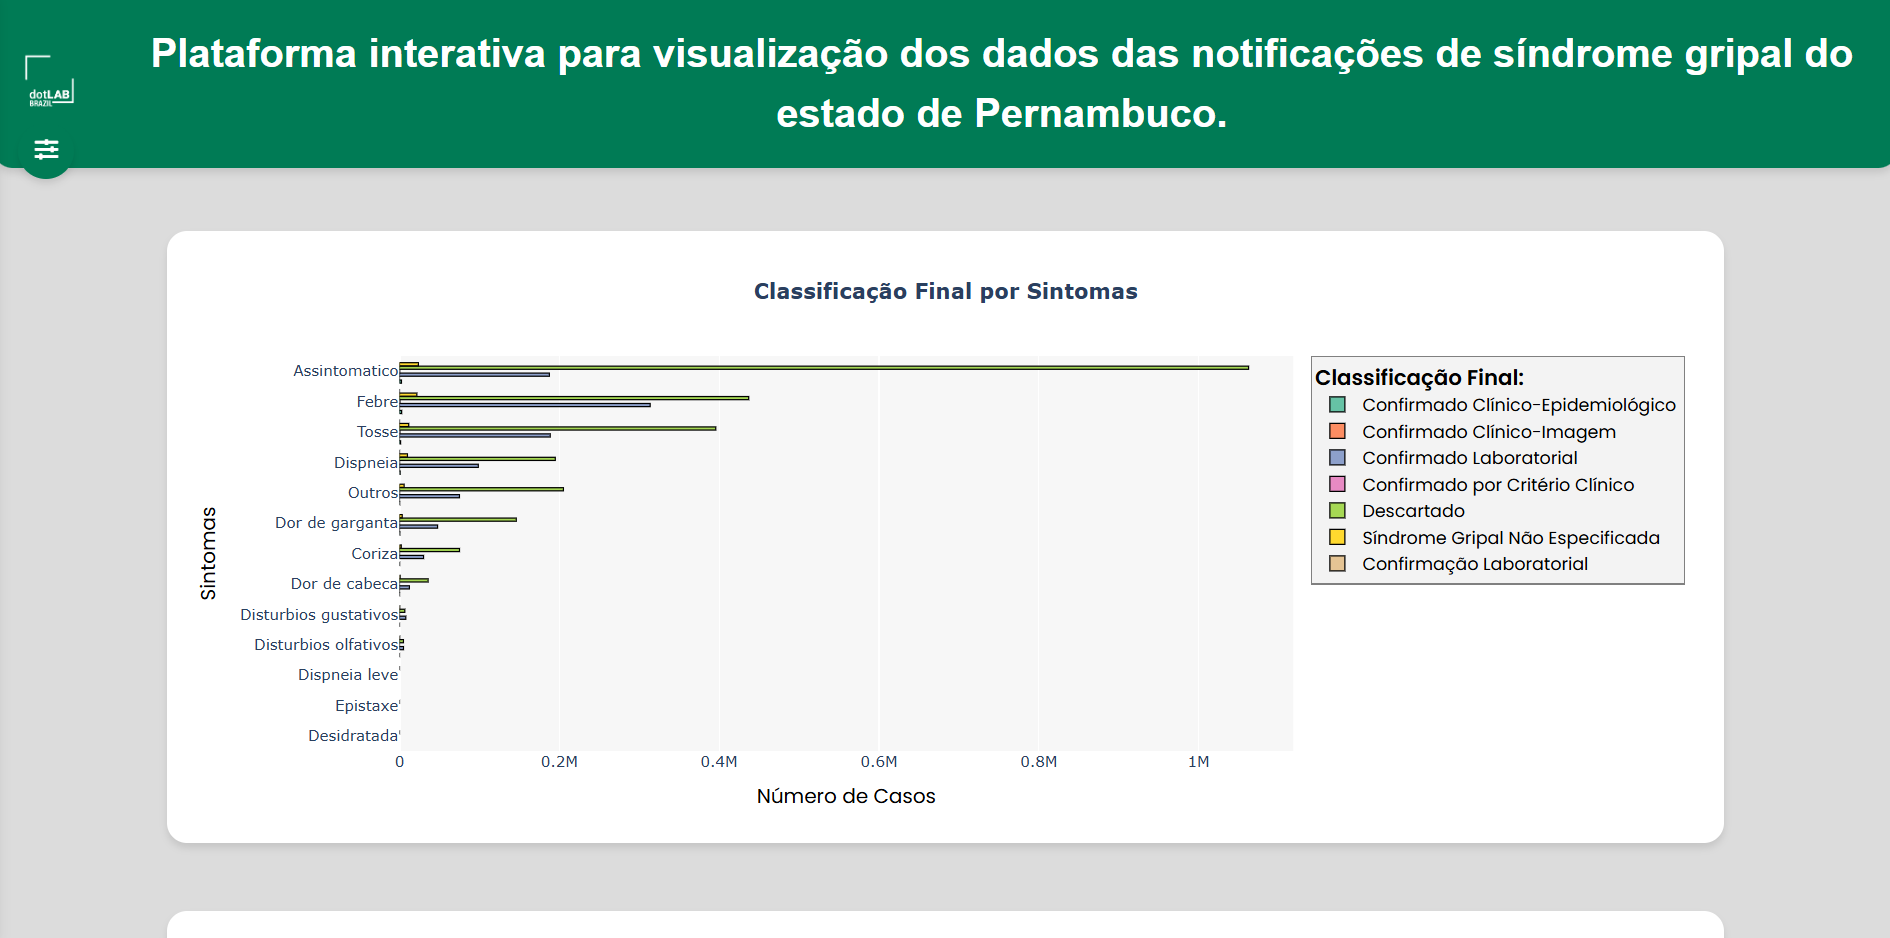 Plataforma interativa para visualização dos dados das notificações de síndrome gripal do
estado de Pernambuco.
dotLAB
BRAZIL
Classificação Final por Sintomas
Sintomas
Assintomatico
Febre
Tosse
Dispneia
Outros
Dor de garganta
Coriza
Dor de cabeca
Disturbios gustativos
Disturbios olfativos
Dispneia leve
Epistaxe
Desidratada
0 0.2M 0.4M 0.6M 0.8M 1M
Número de Casos
Classificação Final:
Confirmado Clínico-Epidemiológico
Confirmado Clínico-Imagem
Confirmado Laboratorial
Confirmado por Critério Clínico
Descartado
Síndrome Gripal Não Especificada
Confirmação Laboratorial